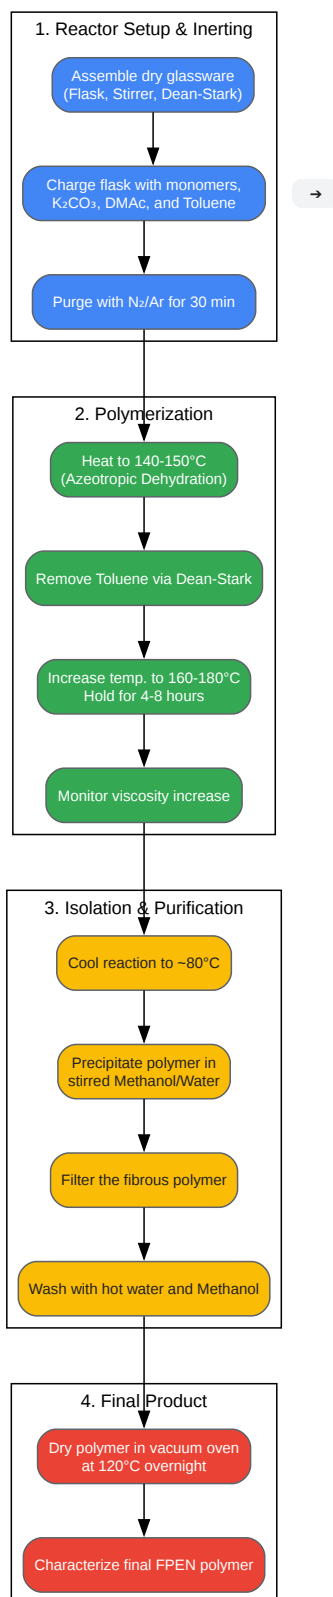 1. Reactor Setup & Inerting
Assemble dry glassware
(Flask, Stirrer, Dean-Stark)
Charge flask with monomers,
K₂CO₃, DMAc, and Toluene
➔
Purge with N₂/Ar for 30 min
2. Polymerization
Heat to 140-150°C
(Azeotropic Dehydration)
Remove Toluene via Dean-Stark
Increase temp. to 160-180°C
Hold for 4-8 hours
Monitor viscosity increase
3. Isolation & Purification
Cool reaction to ~80°C
Precipitate polymer in
stirred Methanol/Water
Filter the fibrous polymer
Wash with hot water and Methanol
4. Final Product
Dry polymer in vacuum oven
at 120°C overnight
Characterize final FPEN polymer